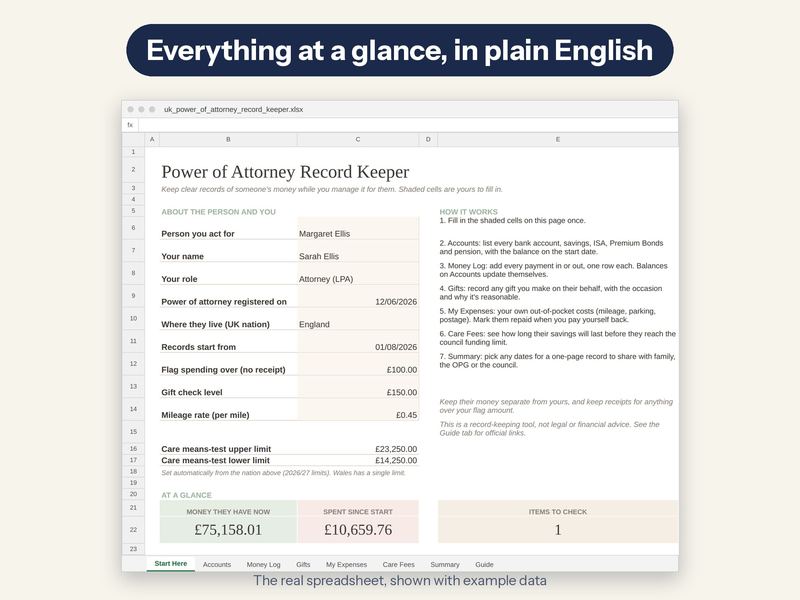 Everything at a glance, in plain English
uk_power_of_attorney_record_keeper.xlsx
fx
A B C D E
1
2 Power of Attorney Record Keeper
3 Keep clear records of someone's money while you manage it for them. Shaded cells are yours to fill in.
4
5 ABOUT THE PERSON AND YOU
6 Person you act for Margaret Ellis
7 Your name Sarah Ellis
8 Your role Attorney (LPA)
9 Power of attorney registered on 12/06/2026
10 Where they live (UK nation) England
11 Records start from 01/08/2026
12 Flag spending over (no receipt) £100.00
13 Gift check level £150.00
14 Mileage rate (per mile) £0.45
15
16 Care means-test upper limit £23,250.00
17 Care means-test lower limit £14,250.00
18 Set automatically from the nation above (2026/27 limits). Wales has a single limit.
19
HOW IT WORKS
1. Fill in the shaded cells on this page once.
2. Accounts: list every bank account, savings, ISA, Premium Bonds
and pension, with the balance on the start date.
3. Money Log: add every payment in or out, one row each. Balances
on Accounts update themselves.
4. Gifts: record any gift you make on their behalf, with the occasion
and why it's reasonable.
5. My Expenses: your own out-of-pocket costs (mileage, parking,
postage). Mark them repaid when you pay yourself back.
6. Care Fees: see how long their savings will last before they reach the
council funding limit.
7. Summary: pick any dates for a one-page record to share with family,
the OPG or the council.
Keep their money separate from yours, and keep receipts for anything
over your flag amount.
This is a record-keeping tool, not legal or financial advice. See the
Guide tab for official links.
20 AT A GLANCE
21 MONEY THEY HAVE NOW SPENT SINCE START ITEMS TO CHECK
22 £75,158.01 £10,659.76 1
23
Start Here Accounts Money Log Gifts My Expenses Care Fees Summary Guide
The real spreadsheet, shown with example data